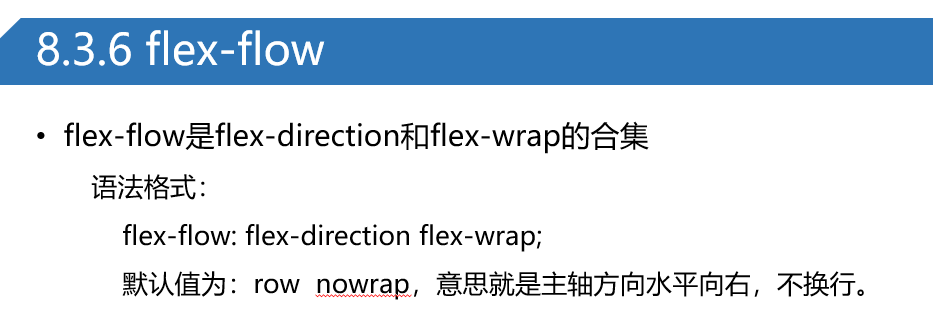 8.3.6 flex-flow
• flex-flow是flex-direction和flex-wrap的合集
语法格式：
flex-flow: flex-direction flex-wrap;
默认值为：row  nowrap，意思就是主轴方向水平向右，不换行。